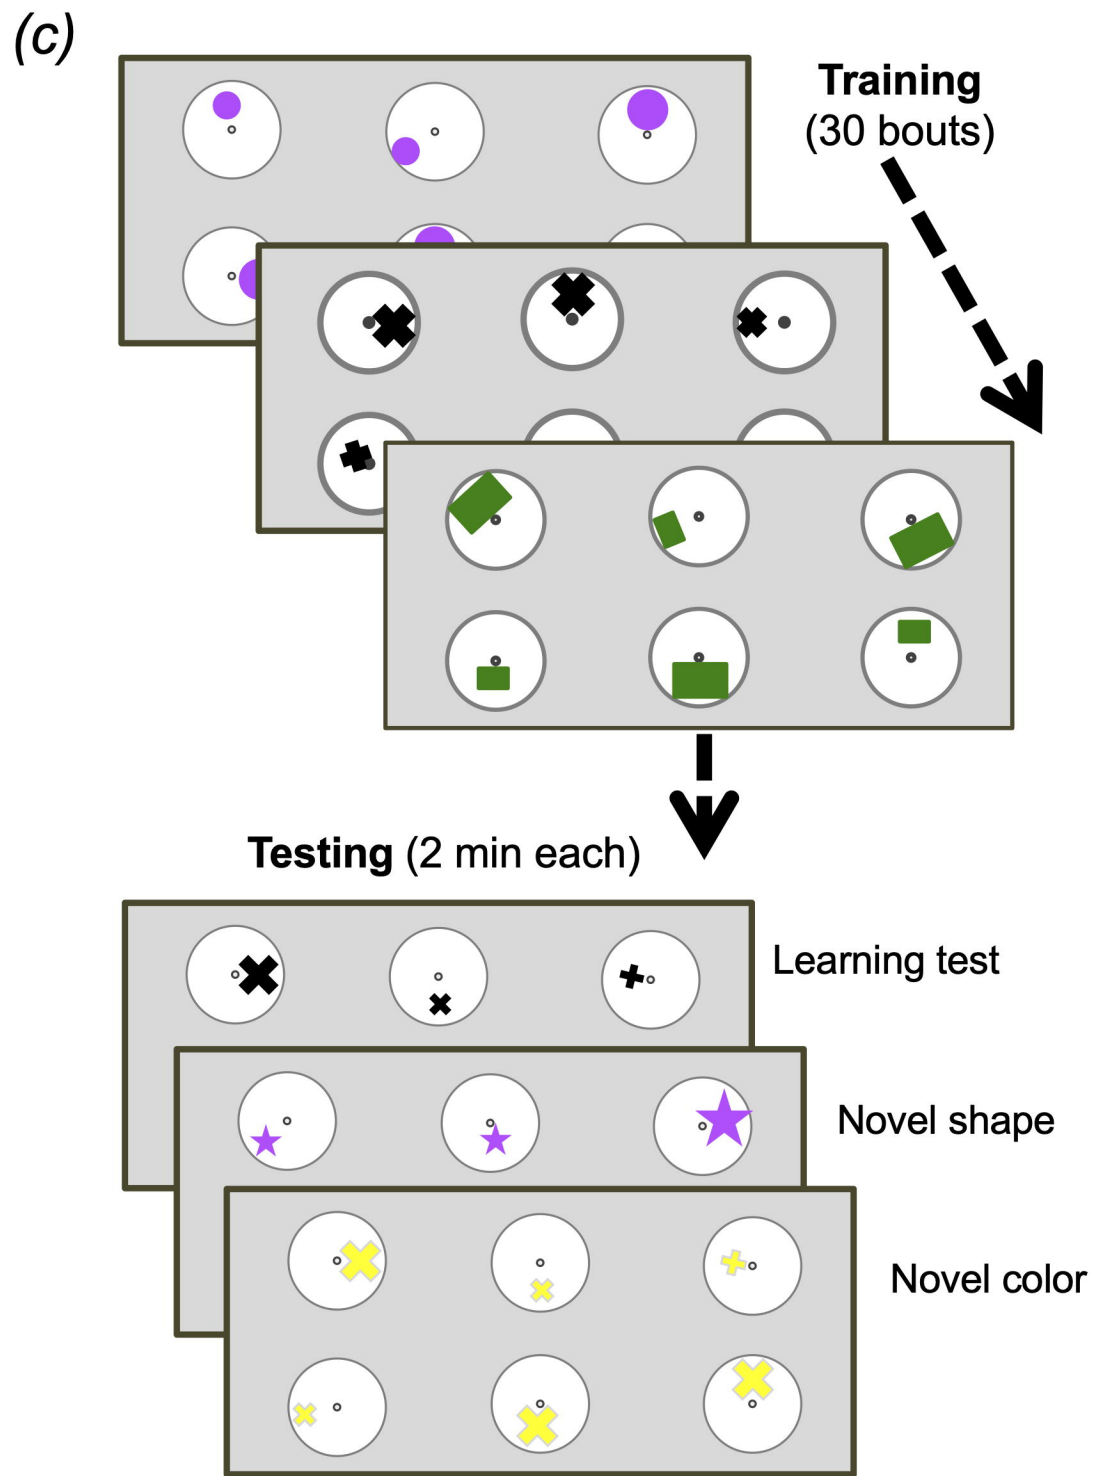 (c)
Training
(30 bouts)
Testing (2 min each)
Learning test
Novel shape
Novel color